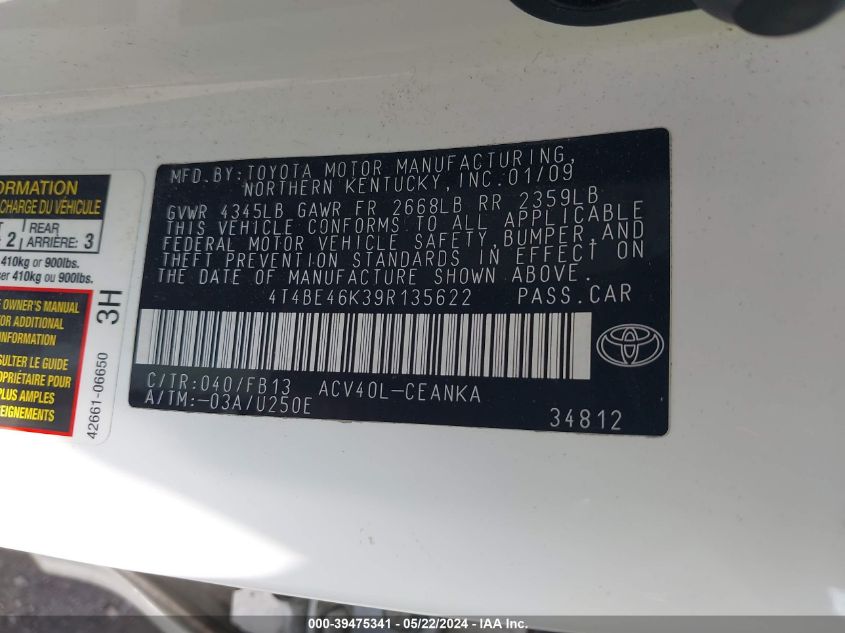 ORMATION
CHARGE DU VÉHICULE
2 REAR
ARRIÈRE: 3
410kg or 900lbs.
ser 410kg ou 900lbs.
OWNER'S MANUAL
OR ADDITIONAL
INFORMATION
SULTER LE GUIDE
PROPRIÉTAIRE POUR
PLUS AMPLES
EIGNEMENTS
3H
42661-06650
MFD.BY:TOYOTA MOTOR MANUFACTURING,
NORTHERN KENTUCKY,INC.01/09
GVWR 4345LB GAWR FR 2668LB RR 2359LB
THIS VEHICLE CONFORMS TO ALL APPLICABLE
FEDERAL MOTOR VEHICLE SAFETY,BUMPER,AND
THEFT PREVENTION STANDARDS IN EFFECT ON
THE DATE OF MANUFACTURE SHOWN ABOVE.
4T4BE46K39R135622 PASS.CAR
C/TR:040/FB13 ACV40L-CEANKA
A/TM:-03A/U250E
34812
000-39475341 - 05/22/2024 - IAA Inc.